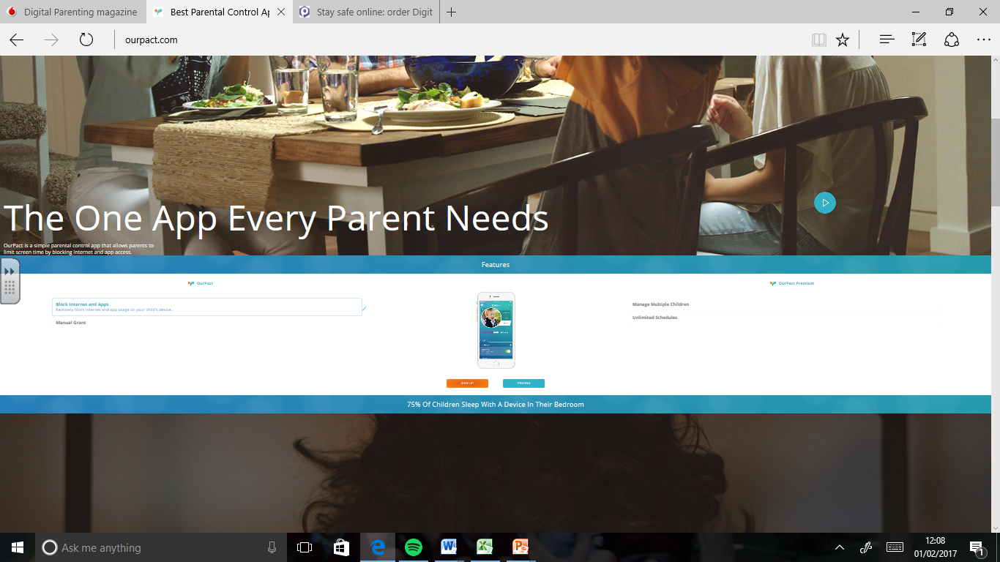 Digital Parenting magazine
Best Parental Control Ap
Stay safe online: order Digit
ourpact.com
The One App Every Parent Needs
OurPact is a simple parental control app that allows parents to
limit screen time by blocking internet and app access.
Features
OurPact
OurPact Premium
Block Internet and Apps
Remotely block internet and app usage on your child's device.
Manual Grant
Manage Multiple Children
Unlimited Schedules
SIGN UP
PRICING
75% Of Children Sleep With A Device In Their Bedroom
Ask me anything
12:08
01/02/2017
1